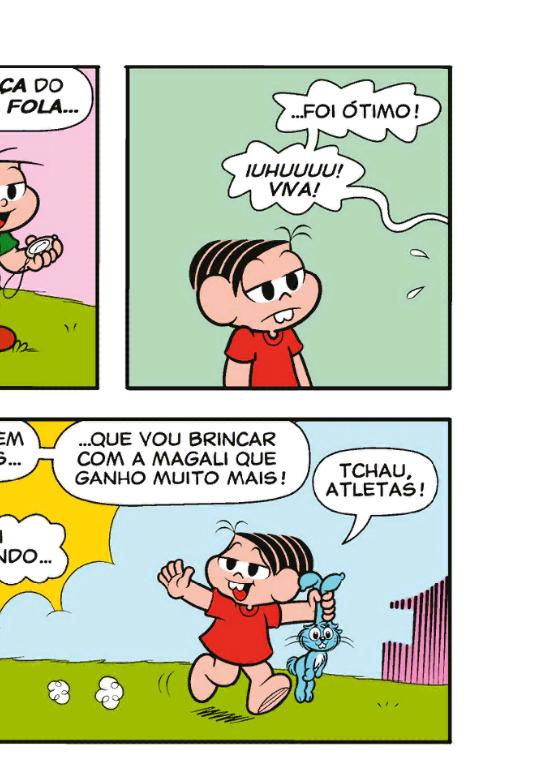 ÇA DO
FOLA...
...FOI ÓTIMO!
IUHUUUU!
VIVA!
EM
S...
...QUE VOU BRINCAR
COM A MAGALI QUE
GANHO MUITO MAIS!
TCHAU,
ATLETAS!
NDO...